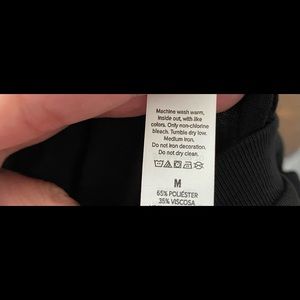 Machine wash warm,
inside out, with like
colors. Only non-chlorine
bleach. Tumble dry low.
Medium Iron.
Do not Iron decoration.
Do not dry clean.
M
65% POLIÉSTER
35% VISCOSA